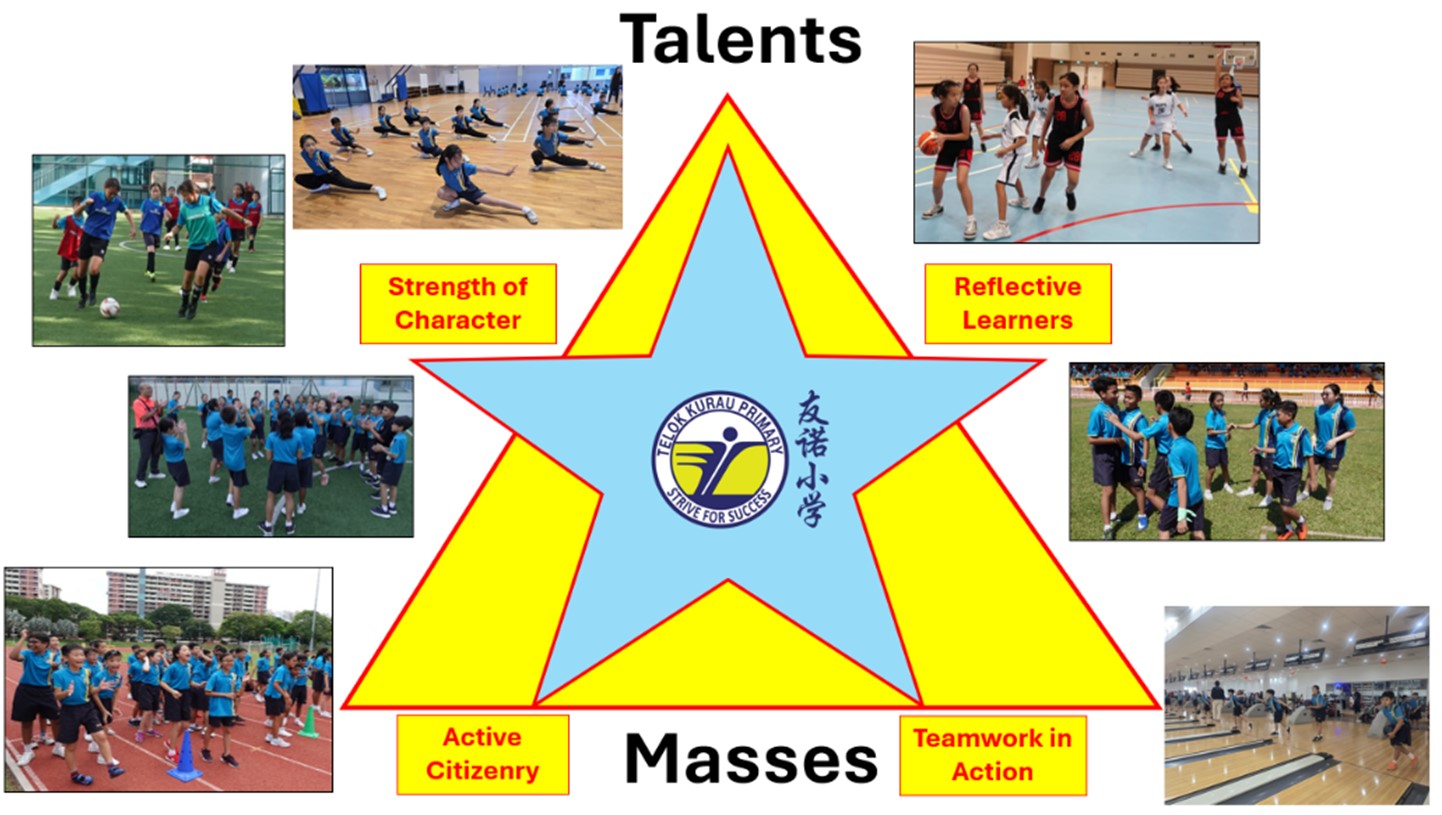 Talents
Strength of
Character
Reflective
Learners
TELOK KURAU PRIMARY
STRIVE FOR SUCCESS
友诺小学
Active
Citizenry
Masses
Teamwork in
Action